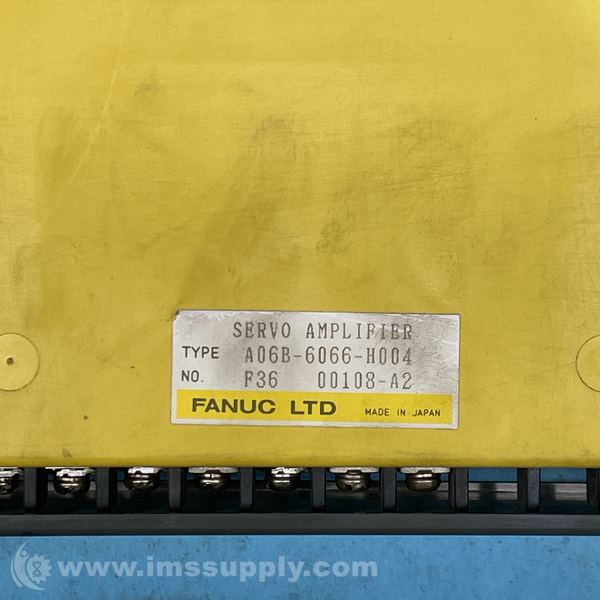 SERVO AMPLIFIER
TYPE A06B-6066-H004
NO. F36 00108-A2
FANUC LTD MADE IN JAPAN
www.imssupply.com